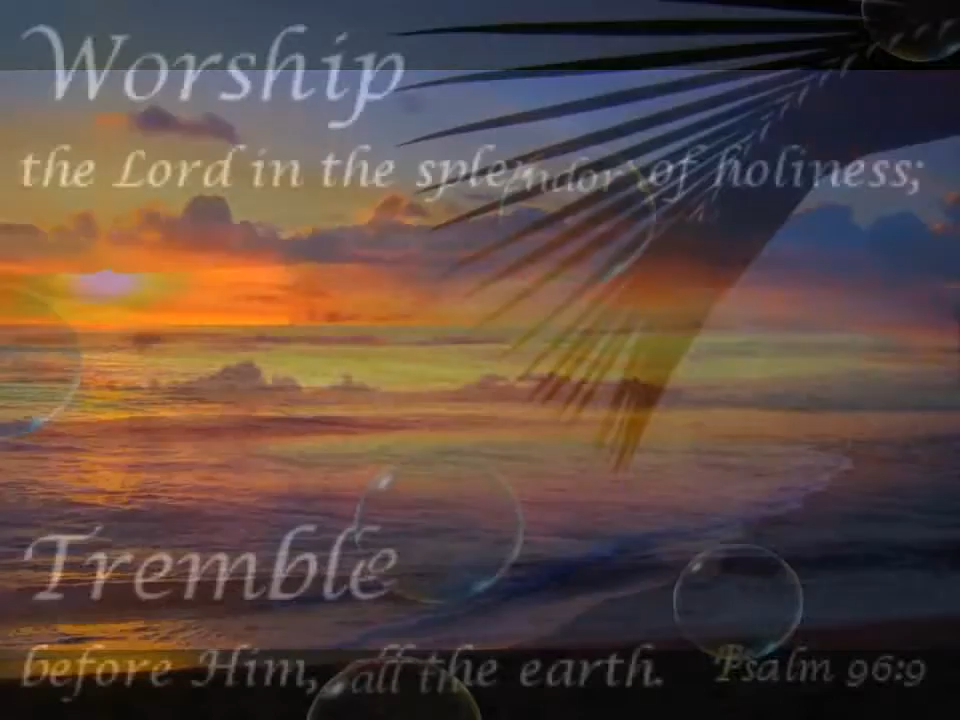 Worship
the Lord in the splendor of holiness;
Tremble
before Him, all the earth. Psalm 96:9